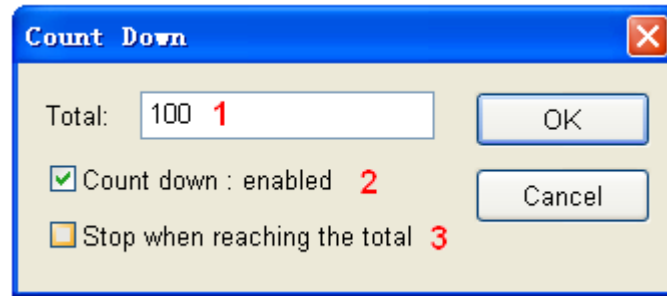 Count Down
Total: 100 1
OK
Count down : enabled 2
Cancel
Stop when reaching the total 3